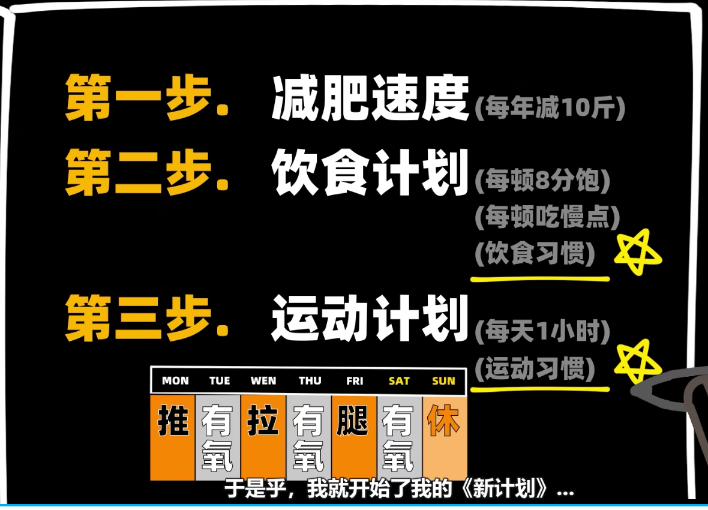 第一步. 减肥速度(每年减10斤)
第二步. 饮食计划(每顿8分饱)
(每顿吃慢点)
(饮食习惯)
第三步. 运动计划(每天1小时)
(运动习惯)
MON TUE WEN THU FRI SAT SUN
推 有氧 拉 有氧 腿 有氧 休
于是乎，我就开始了我的《新计划》...